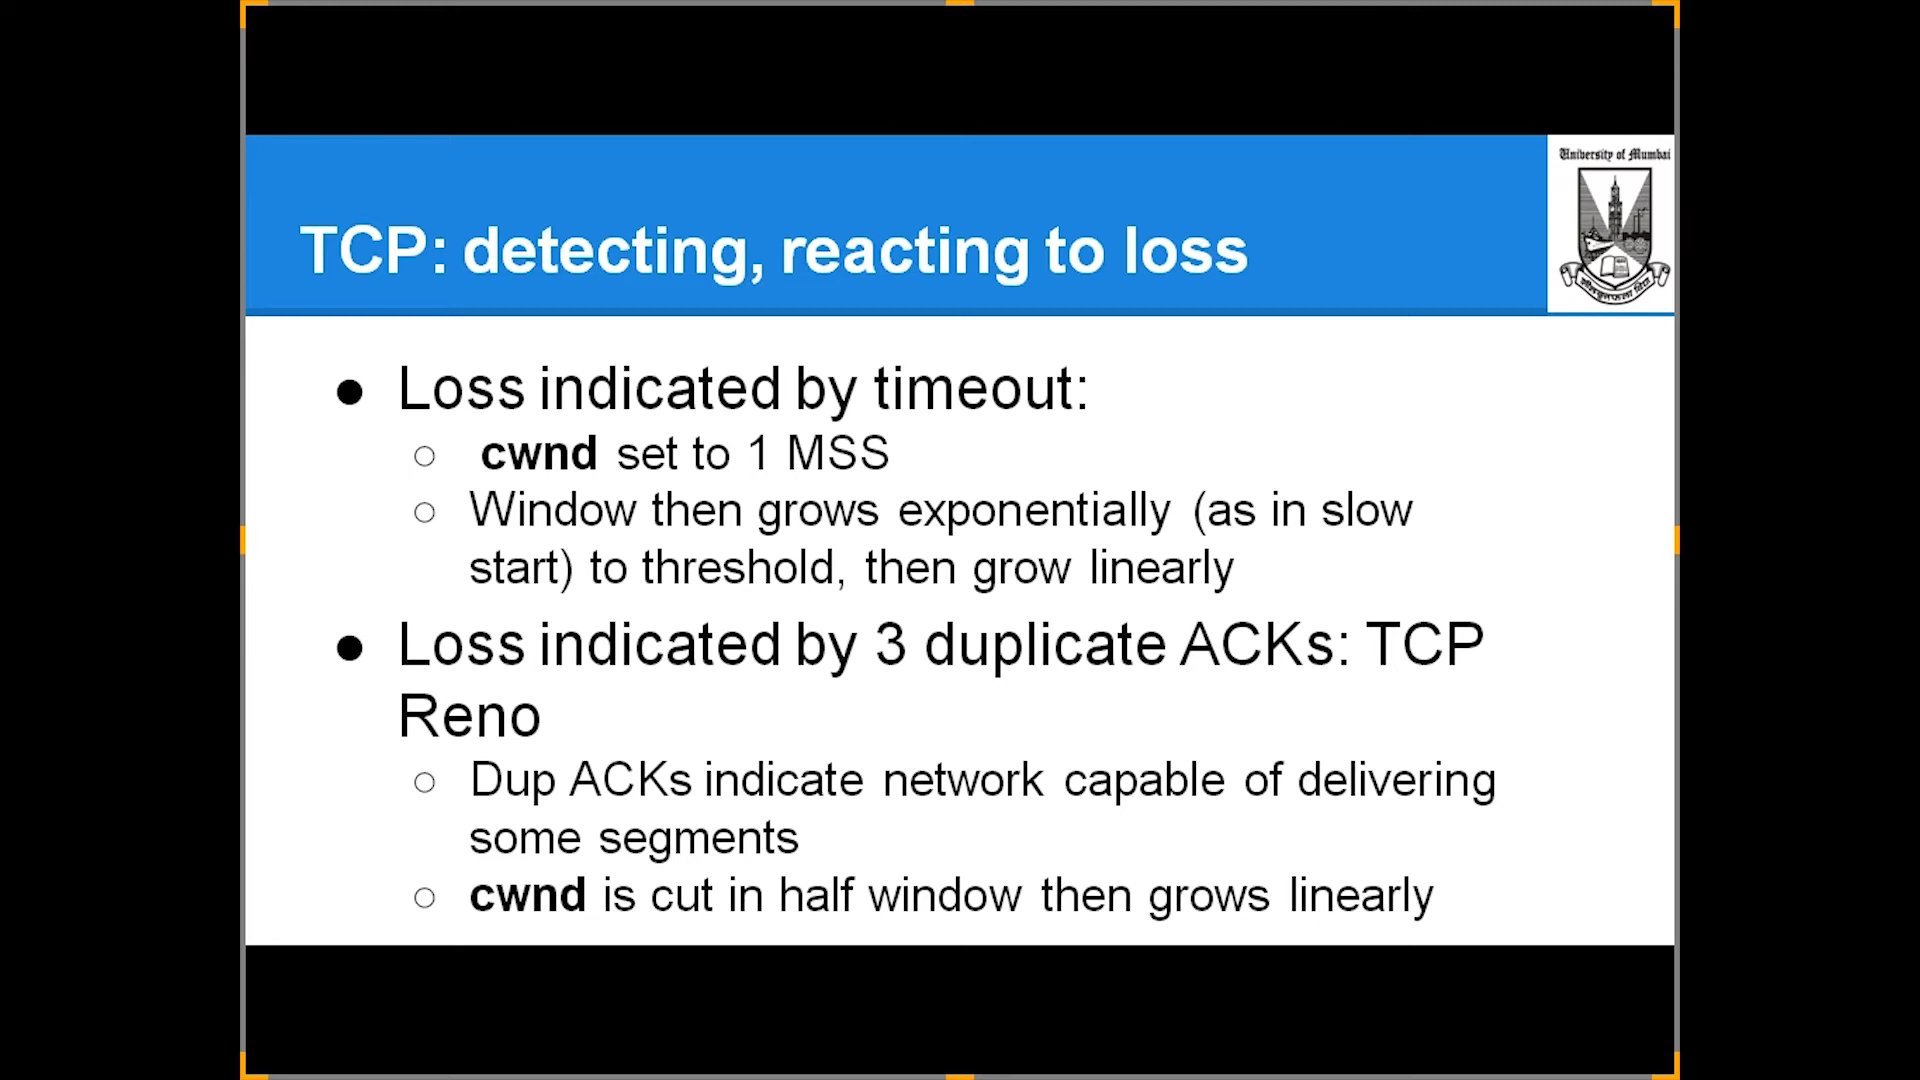 University of Mumbai
TCP: detecting, reacting to loss
● Loss indicated by timeout:
○ cwnd set to 1 MSS
○ Window then grows exponentially (as in slow
start) to threshold, then grow linearly
● Loss indicated by 3 duplicate ACKs: TCP
Reno
○ Dup ACKs indicate network capable of delivering
some segments
○ cwnd is cut in half window then grows linearly